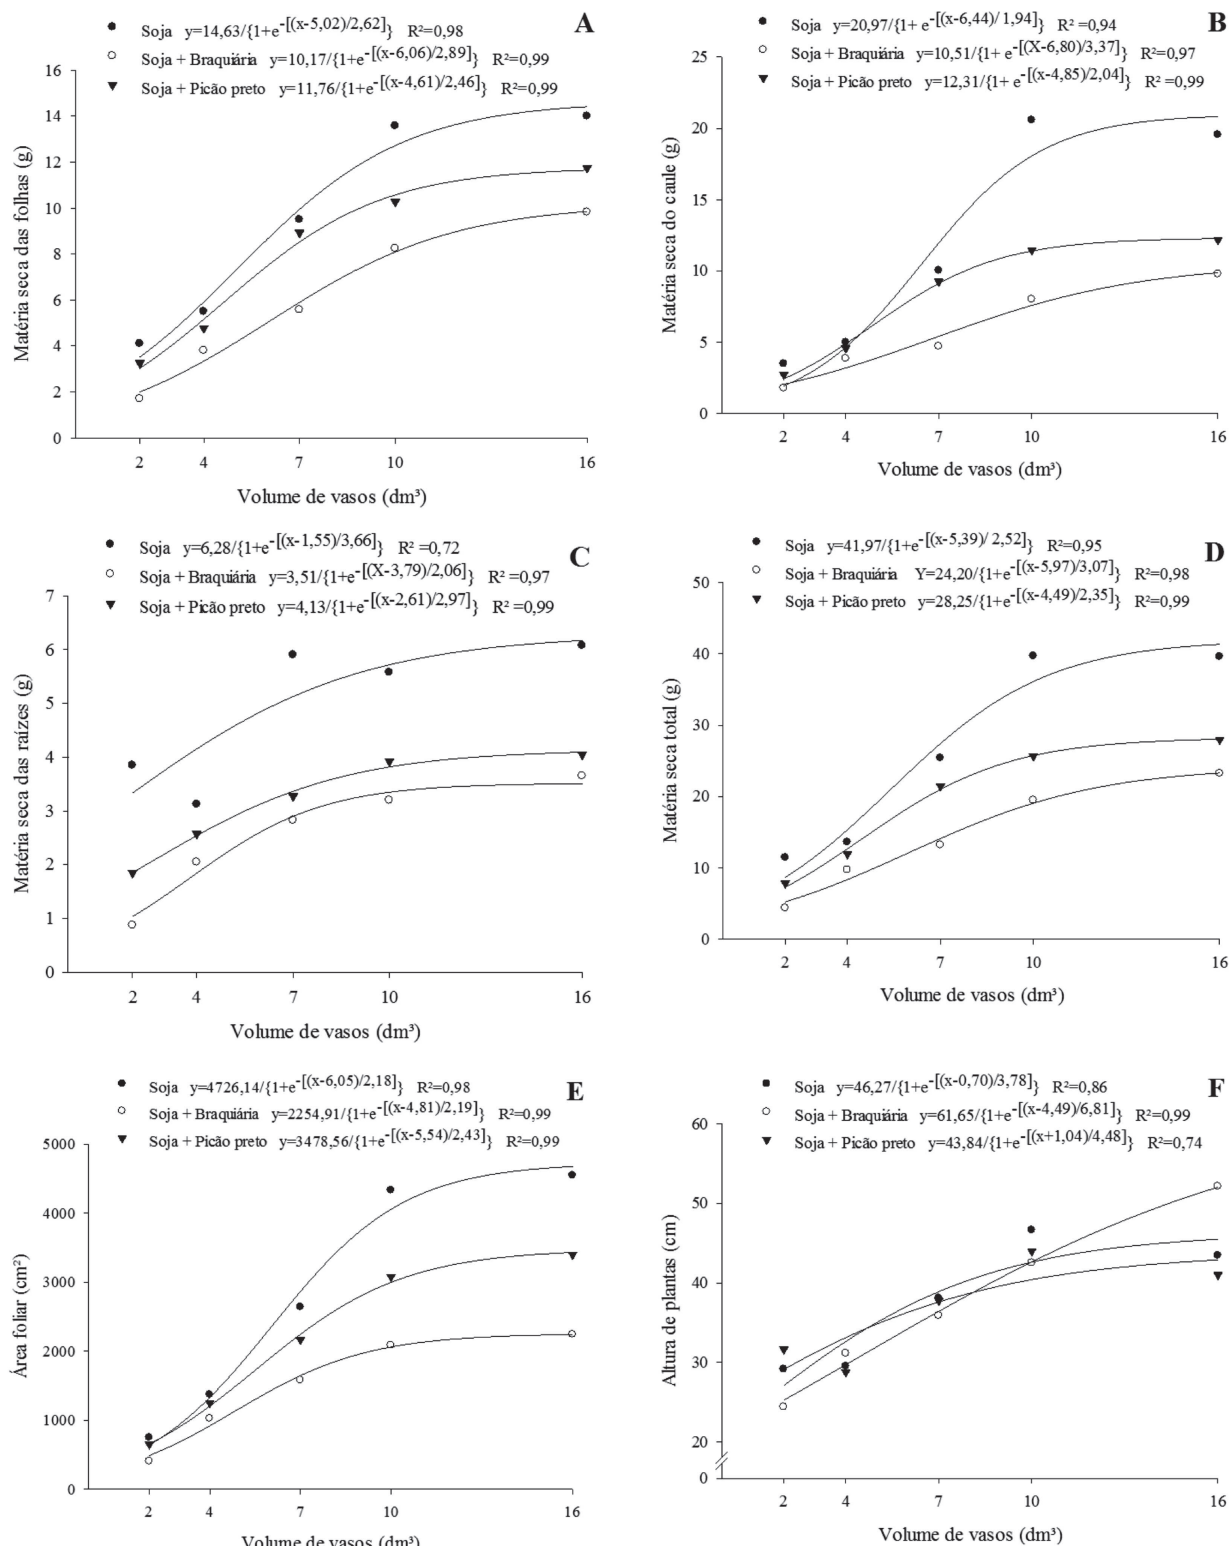 A
Soja y=14,63/{1+e-[(x-5,02)/2,62]} R²=0,98
Soja + Braquiária y=10,17/{1+e-[(x-6,06)/2,89]} R²=0,99
Soja + Picão preto y=11,76/{1+e-[(x-4,61)/2,46]} R²=0,99
Matéria seca das folhas (g)
16
14
12
10
8
6
4
2
0
2 4 7 10 16
Volume de vasos (dm³)
B
Soja y=20,97/{1+ e-[(x-6,44)/ 1,94]} R² =0,94
Soja + Braquiária y=10,51/{1+ e-[(X-6,80)/3,37]} R²=0,97
Soja + Picão preto y=12,31/{1+ e-[(x-4,85)/2,04]} R²=0,99
Matéria seca do caule (g)
25
20
15
10
5
0
2 4 7 10 16
Volume de vasos (dm³)
C
Soja y=6,28/{1+e-[(x-1,55)/3,66]} R² =0,72
Soja + Braquiária y=3,51/{1+e-[(X-3,79)/2,06]} R² =0,97
Soja + Picão preto y=4,13/{1+e-[(x-2,61)/2,97]} R² =0,99
Matéria seca das raízes (g)
7
6
5
4
3
2
1
0
2 4 7 10 16
Volume de vasos (dm³)
D
Soja y=41,97/{1+e-[(x-5,39)/ 2,52]} R²=0,95
Soja + Braquiária Y=24,20/{1+e-[(x-5,97)/3,07]} R²=0,98
Soja + Picão preto y=28,25/{1+e-[(x-4,49)/2,35]} R²=0,99
Matéria seca total (g)
50
40
30
20
10
0
2 4 7 10 16
Volume de vasos (dm³)
E
Soja y=4726,14/{1+e-[(x-6,05)/2,18]} R²=0,98
Soja + Braquiária y=2254,91/{1+e-[(x-4,81)/2,19]} R²=0,99
Soja + Picão preto y=3478,56/{1+e-[(x-5,54)/2,43]} R²=0,99
Área foliar (cm²)
5000
4000
3000
2000
1000
0
2 4 7 10 16
Volume de vasos (dm³)
F
Soja y=46,27/{1+e-[(x-0,70)/3,78]} R²=0,86
Soja + Braquiária y=61,65/{1+e-[(x-4,49)/6,81]} R²=0,99
Soja + Picão preto y=43,84/{1+e-[(x+1,04)/4,48]} R²=0,74
Altura de plantas (cm)
60
50
40
30
20
0
2 4 7 10 16
Volume de vasos (dm³)